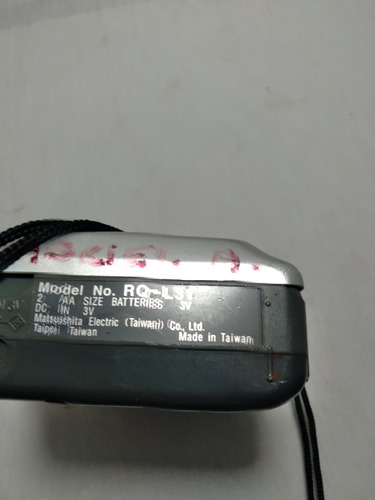 A.
Model No. RQ-L31
2 "AA" SIZE BATTERIES 3V
DC IN 3V
Matsushita Electric (Taiwan) Co., Ltd.
Taipei Taiwan Made in Taiwan